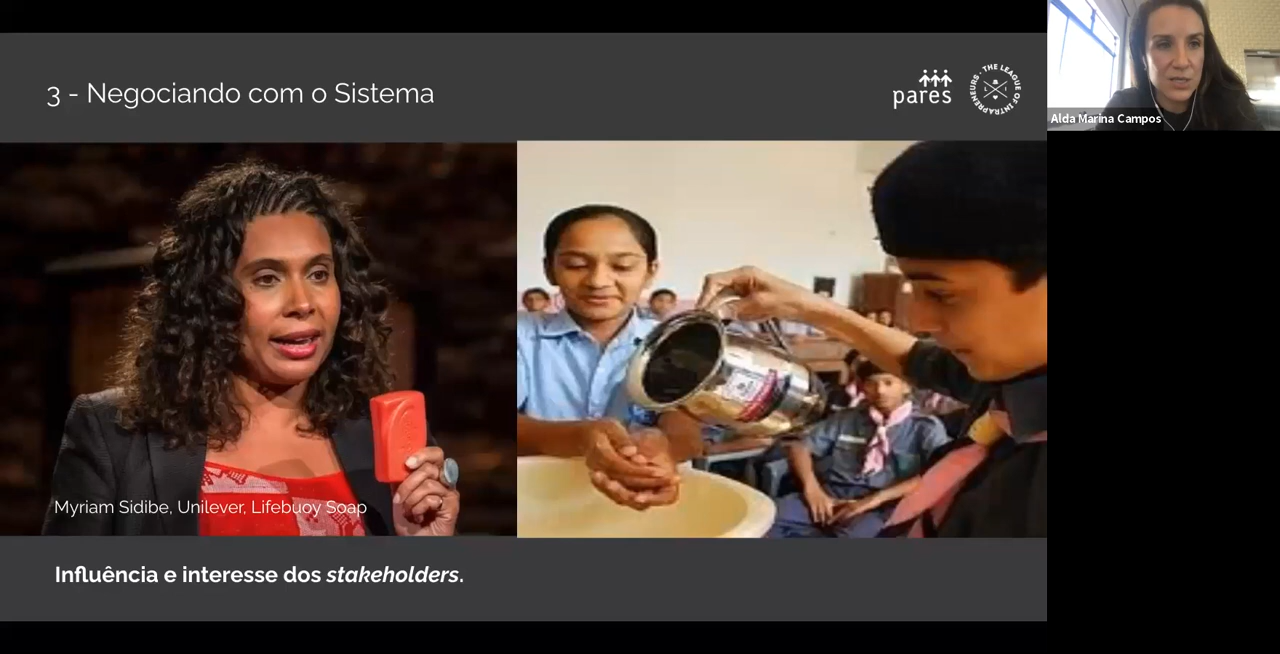 3 - Negociando com o Sistema
pares
THE LEAGUE OF INTRAPRENEURS
Alda Marina Campos
Myriam Sidibe, Unilever, Lifebuoy Soap
Influência e interesse dos stakeholders.